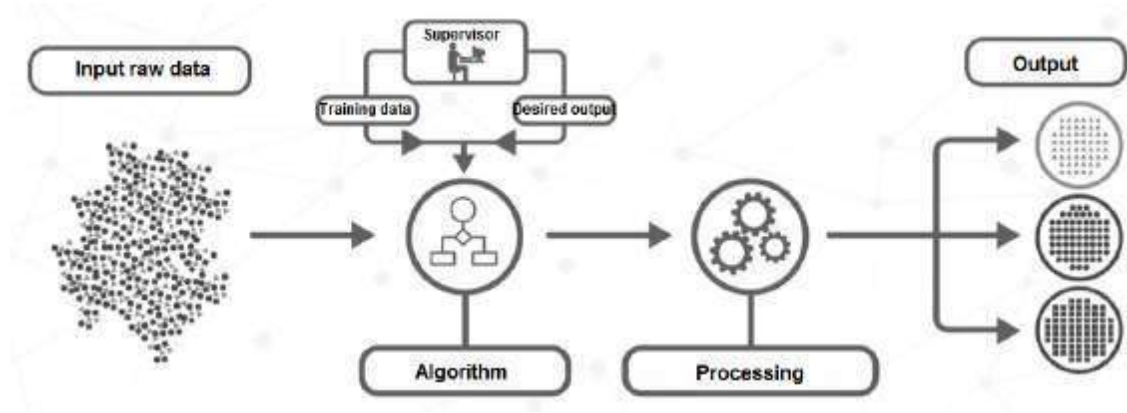 Supervisor
Input raw data
Output
Training data
Desired output
Algorithm
Processing